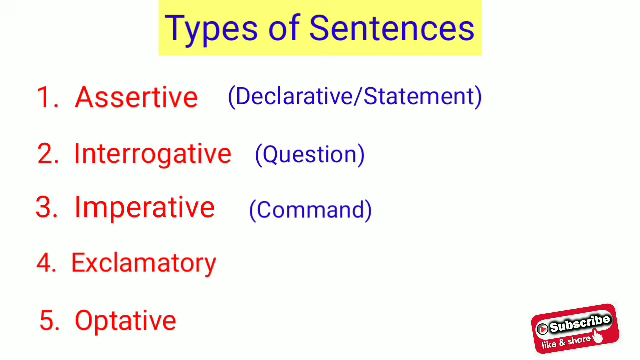 Types of Sentences
1. Assertive (Declarative/Statement)
2. Interrogative (Question)
3. Imperative (Command)
4. Exclamatory
5. Optative
Subscribe
like & share